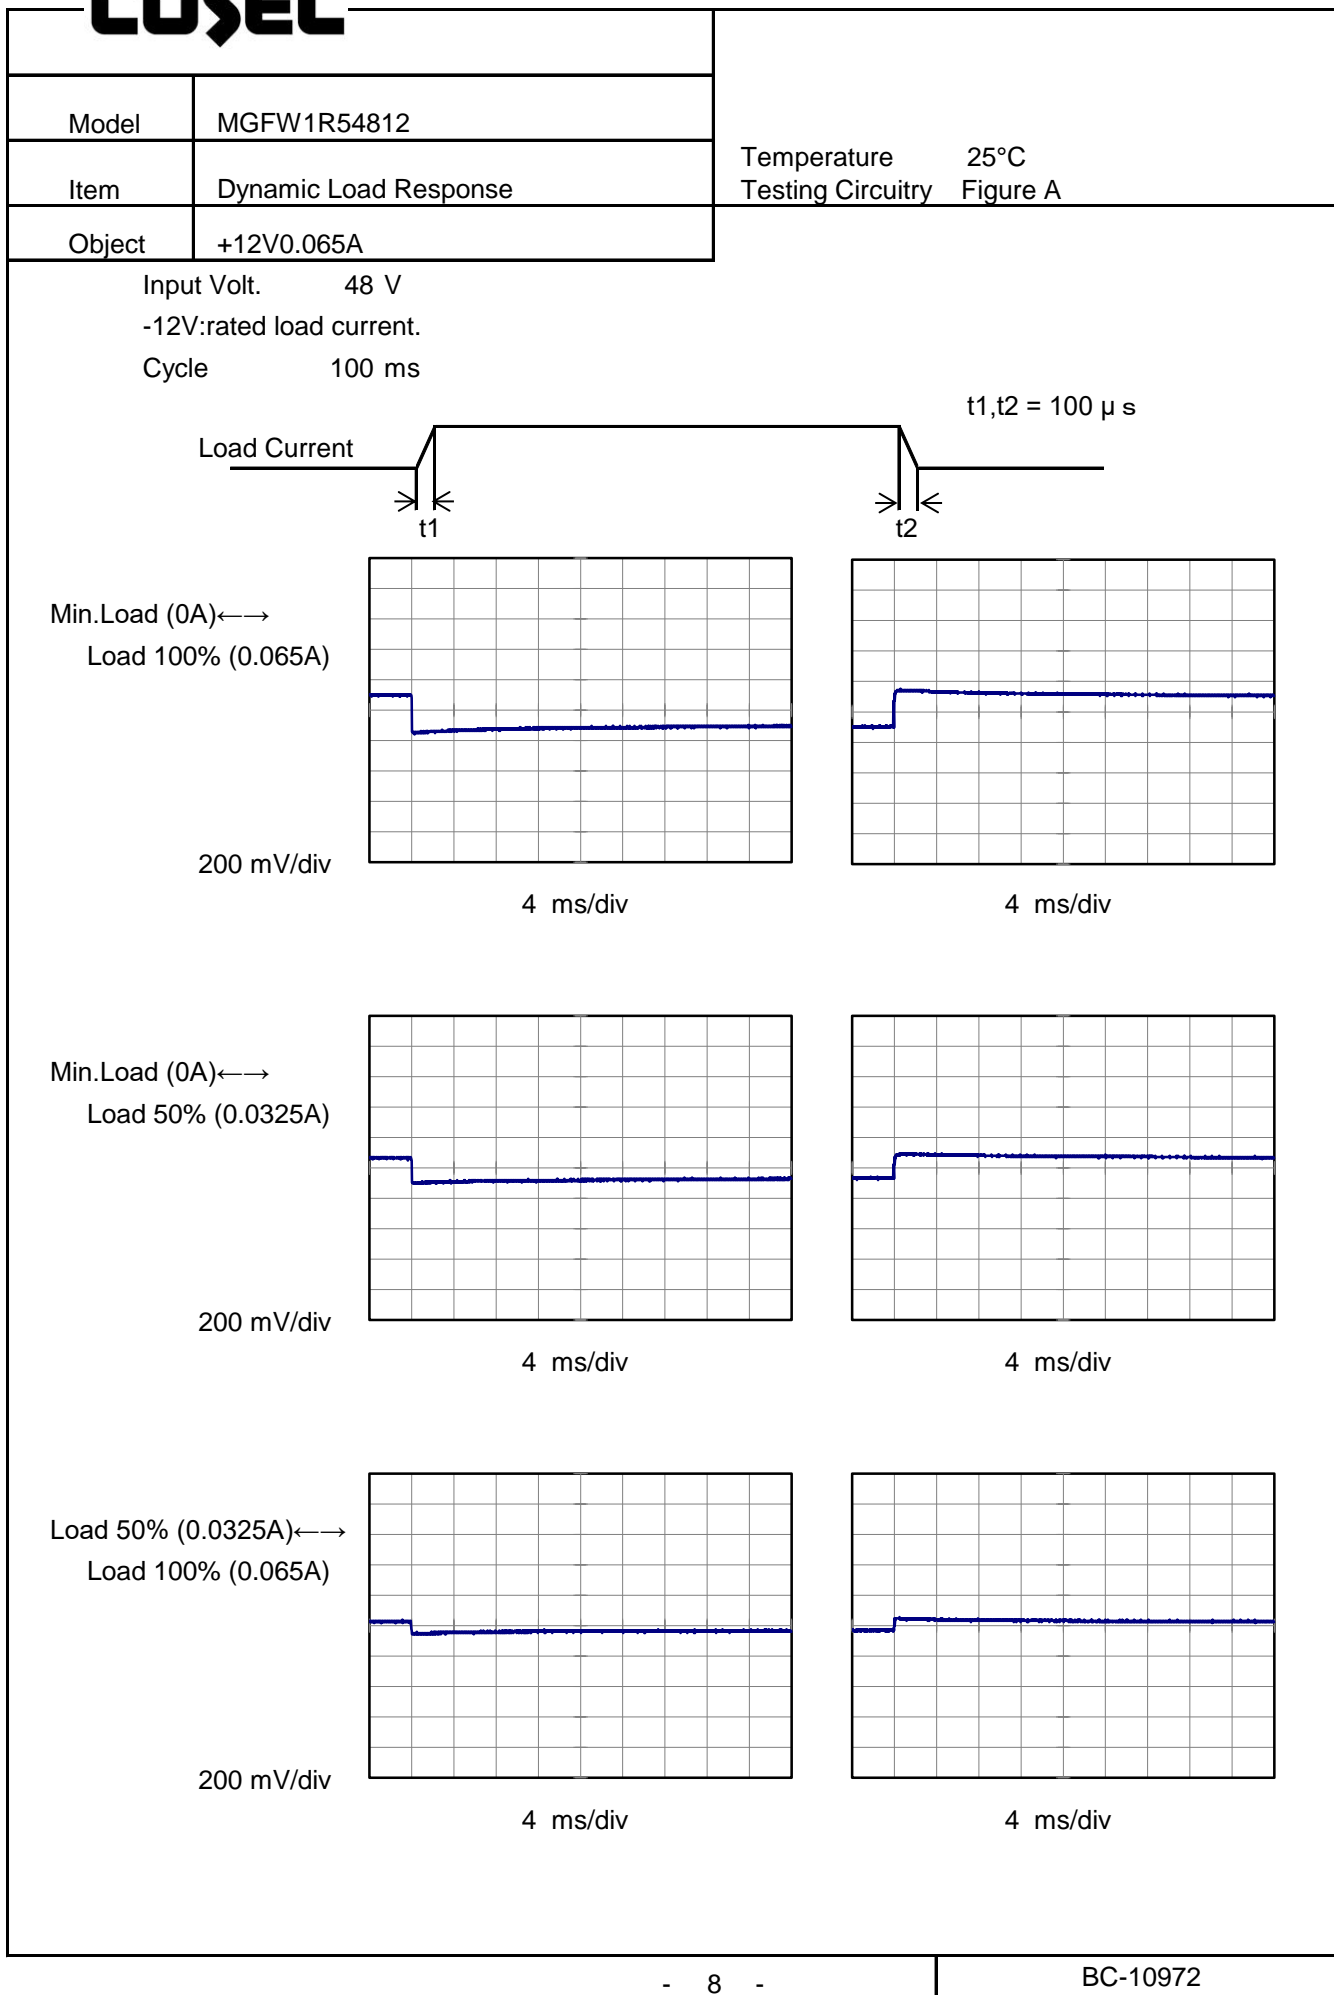 COSEL
Model MGFW1R54812
Temperature 25°C
Item Dynamic Load Response
Testing Circuitry Figure A
Object +12V0.065A
Input Volt. 48 V
-12V:rated load current.
Cycle 100 ms
t1,t2 = 100 μ s
Load Current
t1 t2
Min.Load (0A)←→
Load 100% (0.065A)
200 mV/div
4 ms/div 4 ms/div
Min.Load (0A)←→
Load 50% (0.0325A)
200 mV/div
4 ms/div 4 ms/div
Load 50% (0.0325A)←→
Load 100% (0.065A)
200 mV/div
4 ms/div 4 ms/div
- 8 - BC-10972